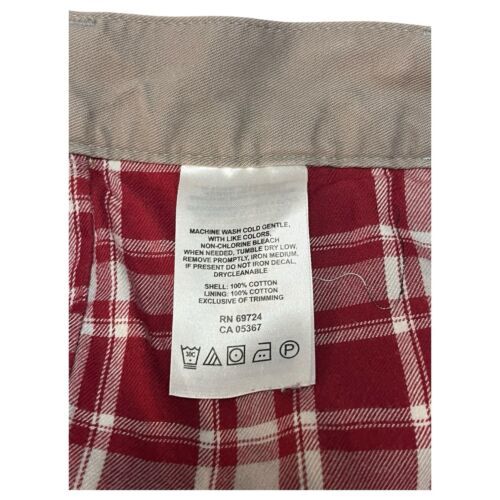 MACHINE WASH COLD GENTLE,
WITH LIKE COLORS,
NON-CHLORINE BLEACH
WHEN NEEDED, TUMBLE DRY LOW,
REMOVE PROMPTLY, IRON MEDIUM,
IF PRESENT DO NOT IRON DECAL,
DRYCLEANABLE
SHELL: 100% COTTON
LINING: 100% COTTON
EXCLUSIVE OF TRIMMING
RN 69724
CA 05367
30C P